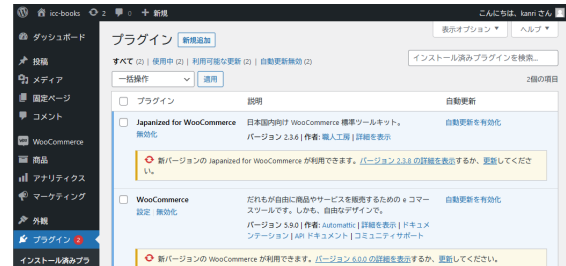 icc-books 2 0 + 新規 こんにちは、kanri さん
ダッシュボード
投稿
メディア
固定ページ
コメント
WooCommerce
商品
アナリティクス
マーケティング
外観
プラグイン 2
インストール済みプラ
表示オプション ▼ ヘルプ ▼
プラグイン 新規追加
すべて (2) | 使用中 (2) | 利用可能な更新 (2) | 自動更新無効 (2)
インストール済みプラグインを検索...
一括操作 適用 2個の項目
プラグイン 説明 自動更新
Japanized for WooCommerce 日本国内向け WooCommerce 標準ツールキット。 自動更新を有効化
無効化 バージョン 2.3.6 | 作者: 職人工房 | 詳細を表示
新バージョンの Japanized for WooCommerce が利用できます。バージョン 2.3.8 の詳細を表示するか、更新してくださ
い。
WooCommerce だれもが自由に商品やサービスを販売するための e コマー 自動更新を有効化
設定 | 無効化 スツールです。しかも、自由なデザインで。
バージョン 5.9.0 | 作者: Automattic | 詳細を表示 | ドキュメ
ンテーション | API ドキュメント | コミュニティサポート
新バージョンの WooCommerce が利用できます。バージョン 6.0.0 の詳細を表示するか、更新してください。